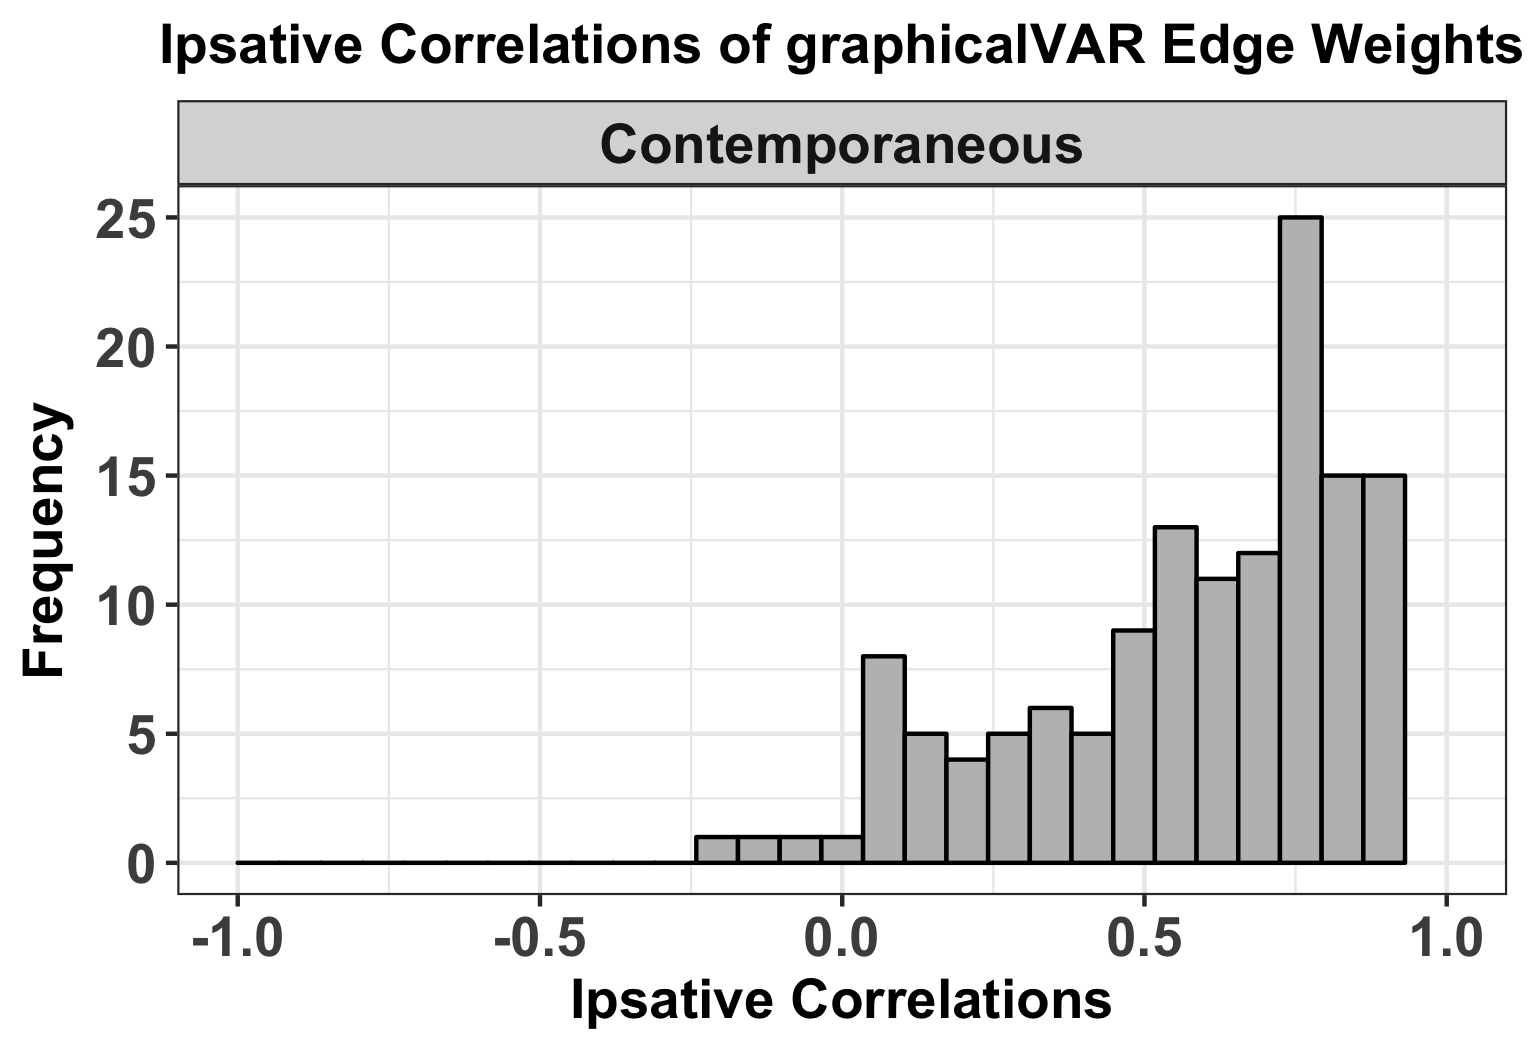 Ipsative Correlations of graphicalVAR Edge Weights
Contemporaneous
25
20
15
10
5
0
Frequency
-1.0 -0.5 0.0 0.5 1.0
Ipsative Correlations